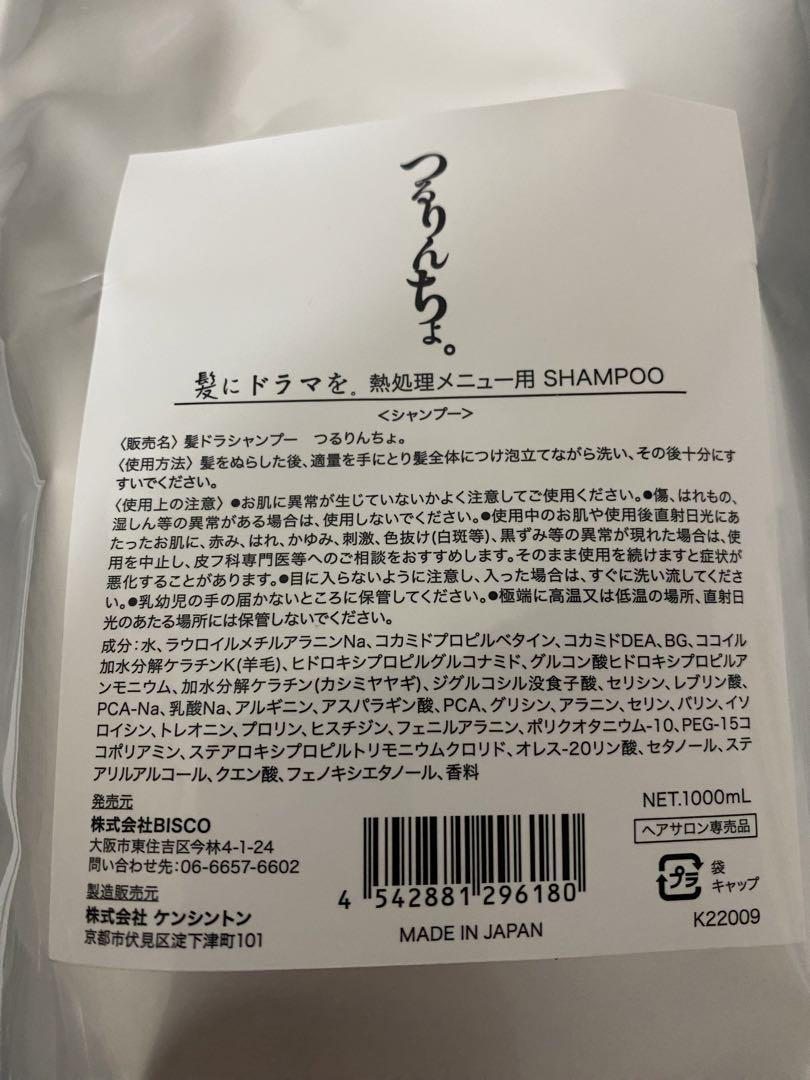 つるりんちょ。
髪にドラマを。熱処理メニュー用 SHAMPOO
<シャンプー>
〈販売名〉髪ドラシャンプー　つるりんちょ。
〈使用方法〉髪をぬらした後、適量を手にとり髪全体につけ泡立てながら洗い、その後十分にす
すいでください。
〈使用上の注意〉●お肌に異常が生じていないかよく注意してご使用ください。●傷、はれもの、
湿しん等の異常がある場合は、使用しないでください。●使用中のお肌や使用後直射日光にあ
たったお肌に、赤み、はれ、かゆみ、刺激、色抜け(白斑等)、黒ずみ等の異常が現れた場合は、使
用を中止し、皮フ科専門医等へのご相談をおすすめします。そのまま使用を続けますと症状が
悪化することがあります。●目に入らないように注意し、入った場合は、すぐに洗い流してくださ
い。●乳幼児の手の届かないところに保管してください。●極端に高温又は低温の場所、直射日
光のあたる場所には保管しないでください。
成分：水、ラウロイルメチルアラニンNa、コカミドプロピルベタイン、コカミドDEA、BG、ココイル
加水分解ケラチンK(羊毛)、ヒドロキシプロピルグルコナミド、グルコン酸ヒドロキシプロピルア
ンモニウム、加水分解ケラチン(カシミヤヤギ)、ジグルコシル没食子酸、セリシン、レブリン酸、
PCA-Na、乳酸Na、アルギニン、アスパラギン酸、PCA、グリシン、アラニン、セリン、バリン、イソ
ロイシン、トレオニン、プロリン、ヒスチジン、フェニルアラニン、ポリクオタニウム-10、PEG-15コ
コポリアミン、ステアロキシプロピルトリモニウムクロリド、オレス-20リン酸、セタノール、ステ
アリルアルコール、クエン酸、フェノキシエタノール、香料
発売元
株式会社BISCO
大阪市東住吉区今林4-1-24
問い合わせ先：06-6657-6602
製造販売元
株式会社 ケンシントン
京都市伏見区淀下津町101
4 542881 296180
MADE IN JAPAN
NET.1000mL
ヘアサロン専売品
プラ 袋
キャップ
K22009